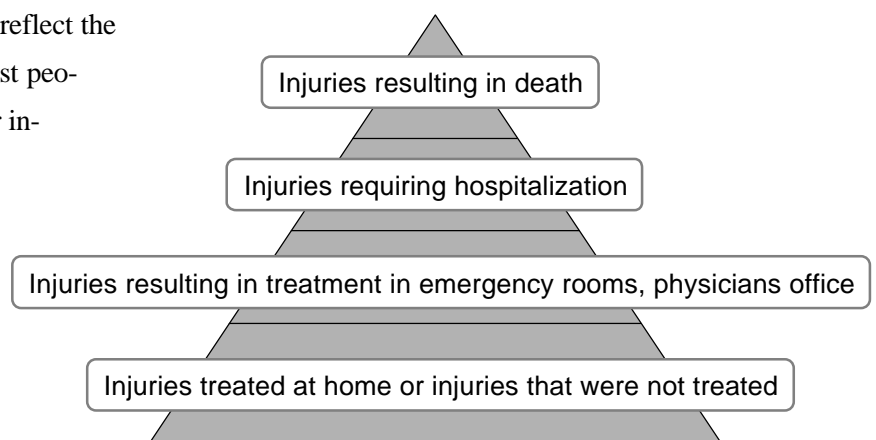 reflect the
st peo-
r in-
Injuries resulting in death
Injuries requiring hospitalization
Injuries resulting in treatment in emergency rooms, physicians office
Injuries treated at home or injuries that were not treated